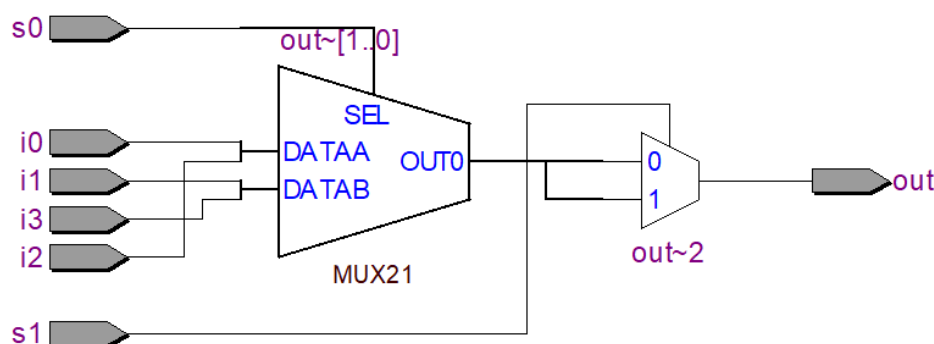 s0
out~[1..0]
SEL
i0
DATAA
OUT0
0
i1
DATAB
out
i3
1
i2
out~2
MUX21
s1